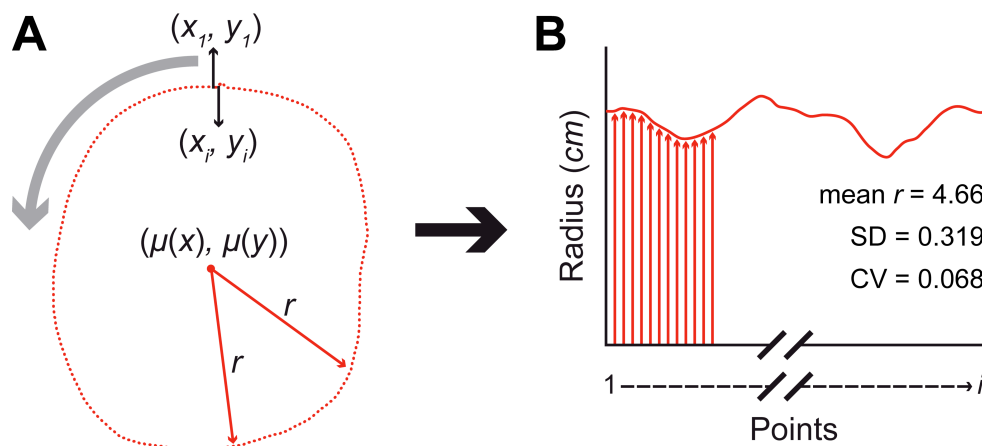 A
(x1, y1)
(xi, yi)
(μ(x), μ(y))
r
r
B
Radius (cm)
mean r = 4.66
SD = 0.319
CV = 0.068
1
i
Points